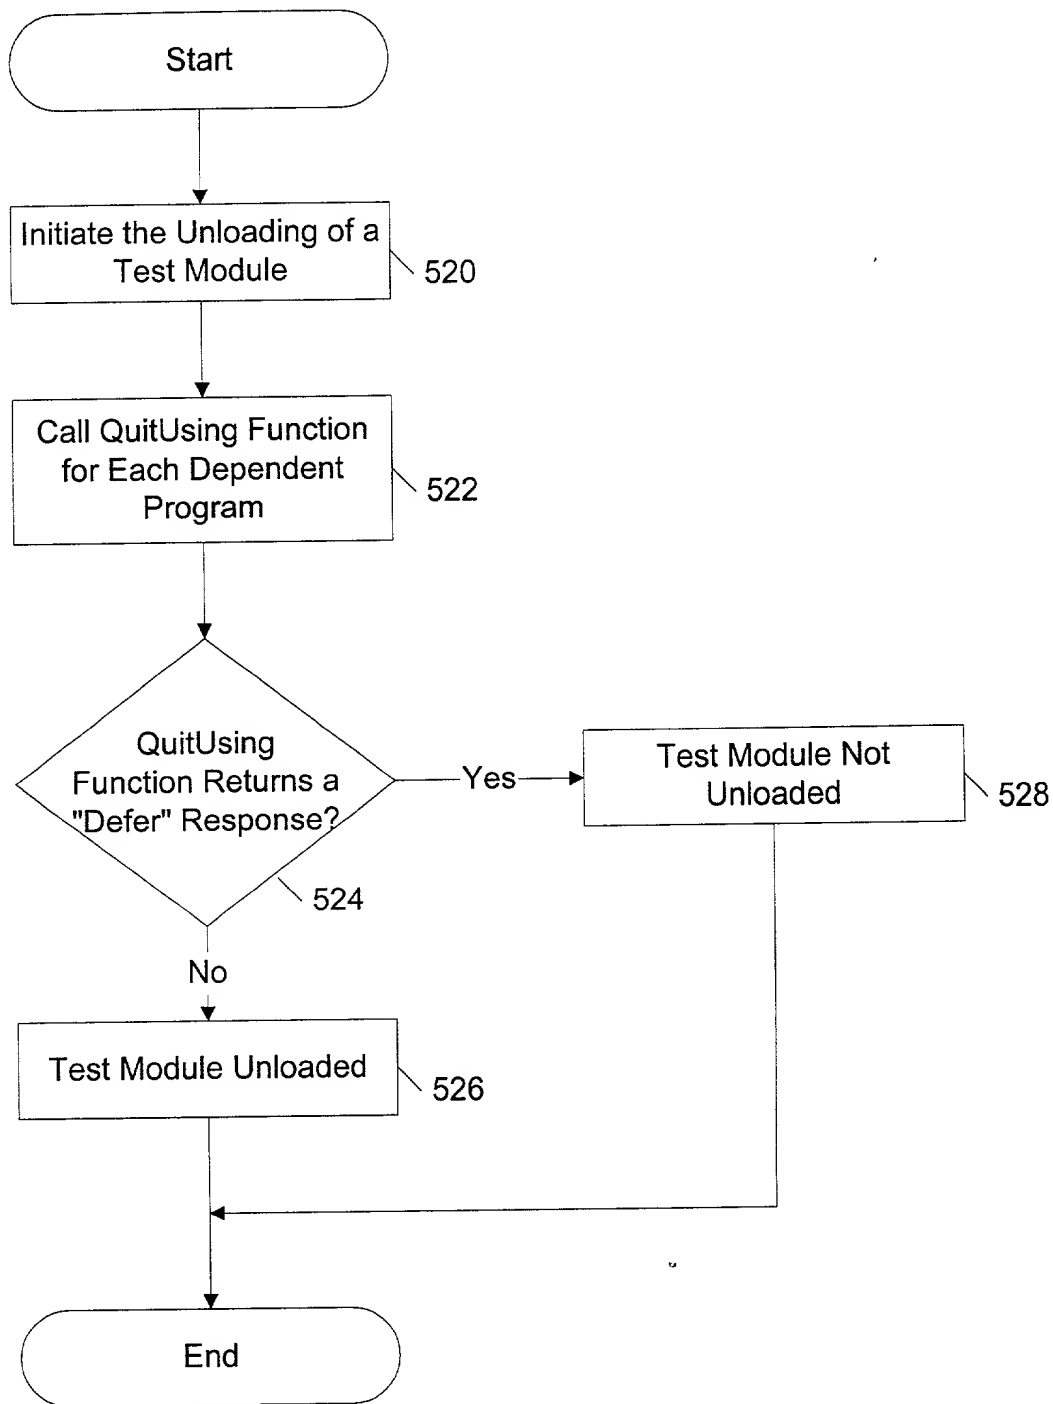 Start
Initiate the Unloading of a
Test Module
520
Call QuitUsing Function
for Each Dependent
Program
522
QuitUsing
Function Returns a
"Defer" Response?
524
Yes
Test Module Not
Unloaded
528
No
Test Module Unloaded
526
End